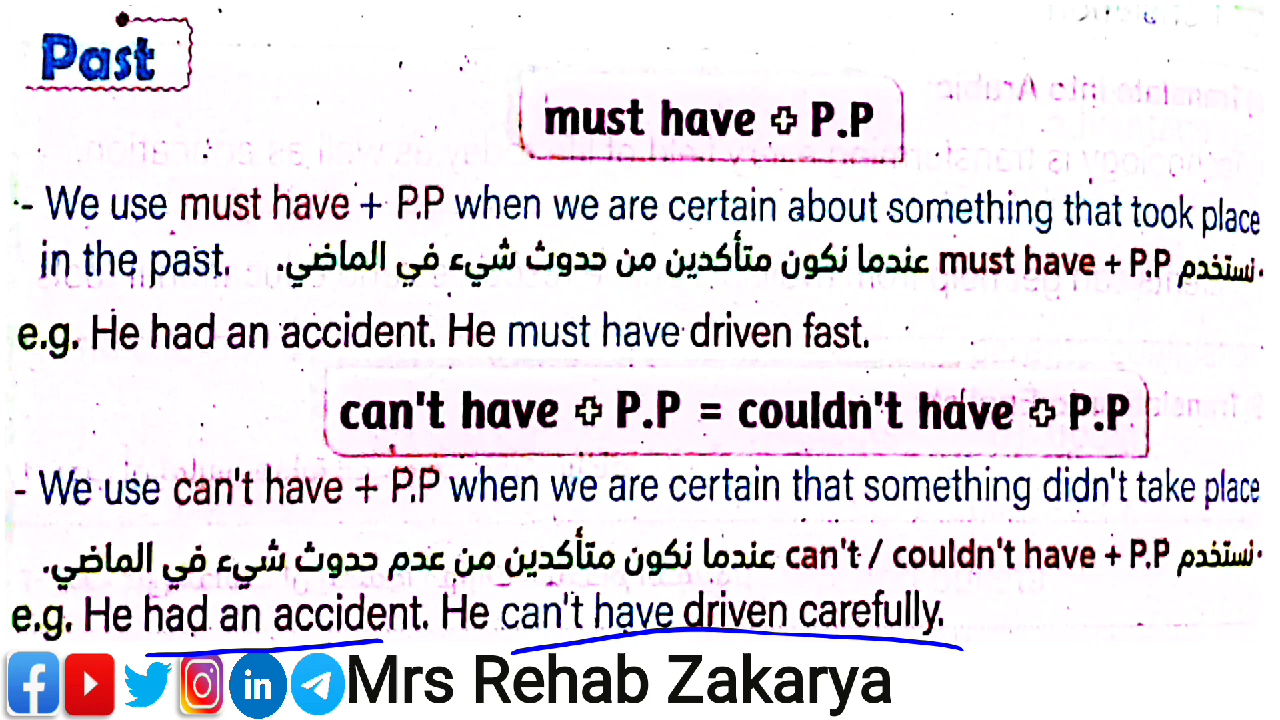 Past
must have + P.P
- We use must have + P.P when we are certain about something that took place
in the past. نستخدم must have + P.P عندما نكون متأكدين من حدوث شيء في الماضي.
e.g. He had an accident. He must have driven fast.
can't have + P.P = couldn't have + P.P
- We use can't have + P.P when we are certain that something didn't take place
نستخدم can't / couldn't have + P.P عندما نكون متأكدين من عدم حدوث شيء في الماضي.
e.g. He had an accident. He can't have driven carefully.
Mrs Rehab Zakarya